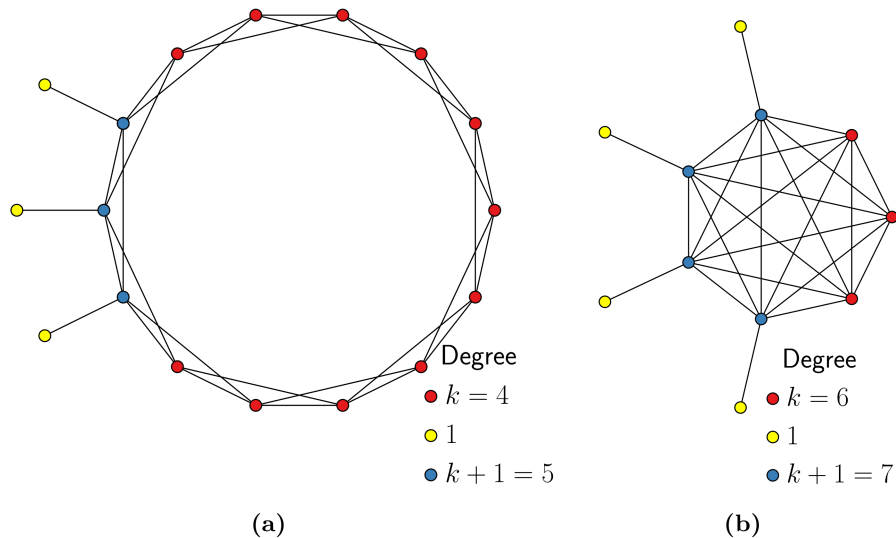 Degree
k = 4
1
k + 1 = 5
(a)
Degree
k = 6
1
k + 1 = 7
(b)